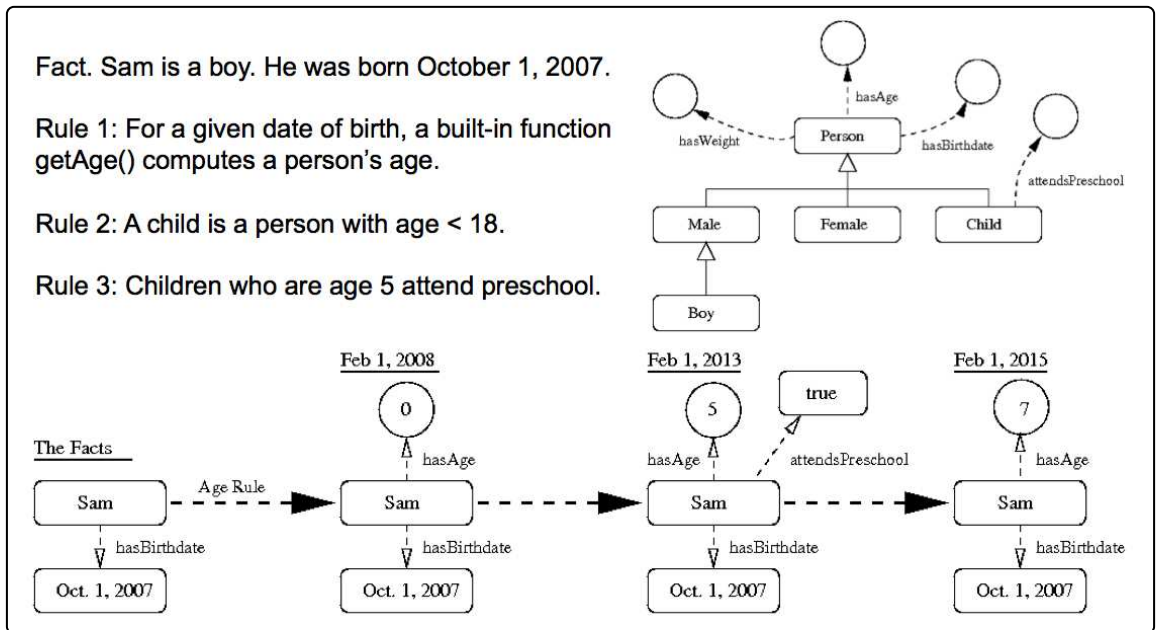 Fact. Sam is a boy. He was born October 1, 2007.
Rule 1: For a given date of birth, a built-in function
getAge() computes a person's age.
Rule 2: A child is a person with age < 18.
Rule 3: Children who are age 5 attend preschool.
hasAge
hasWeight
Person
hasBirthdate
attendsPreschool
Male
Female
Child
Boy
Feb 1, 2008
Feb 1, 2013
Feb 1, 2015
0
5
true
7
The Facts
hasAge
hasAge
attendsPreschool
hasAge
Sam
Age Rule
Sam
Sam
Sam
hasBirthdate
hasBirthdate
hasBirthdate
hasBirthdate
Oct. 1, 2007
Oct. 1, 2007
Oct. 1, 2007
Oct. 1, 2007